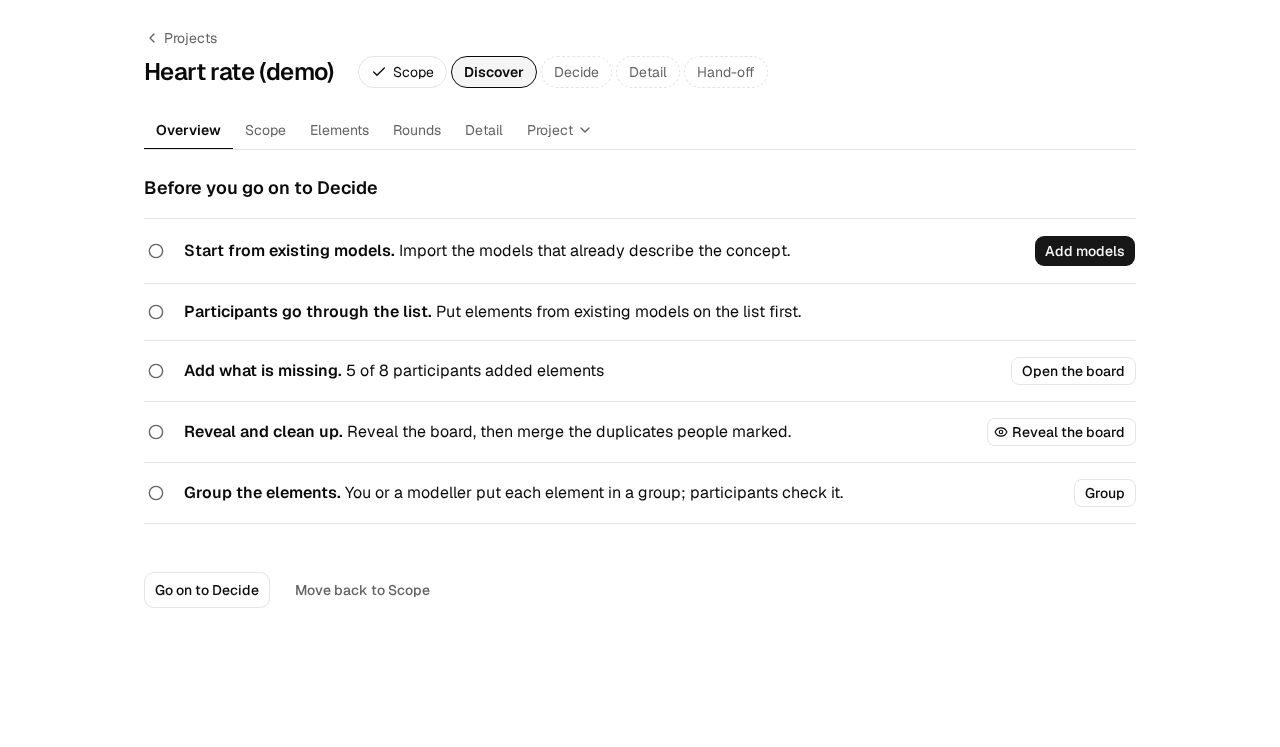 Projects
Heart rate (demo)
Scope
Discover
Decide
Detail
Hand-off
Overview
Scope
Elements
Rounds
Detail
Project
Before you go on to Decide
Start from existing models. Import the models that already describe the concept.
Add models
Participants go through the list. Put elements from existing models on the list first.
Add what is missing. 5 of 8 participants added elements
Open the board
Reveal and clean up. Reveal the board, then merge the duplicates people marked.
Reveal the board
Group the elements. You or a modeller put each element in a group; participants check it.
Group
Go on to Decide
Move back to Scope